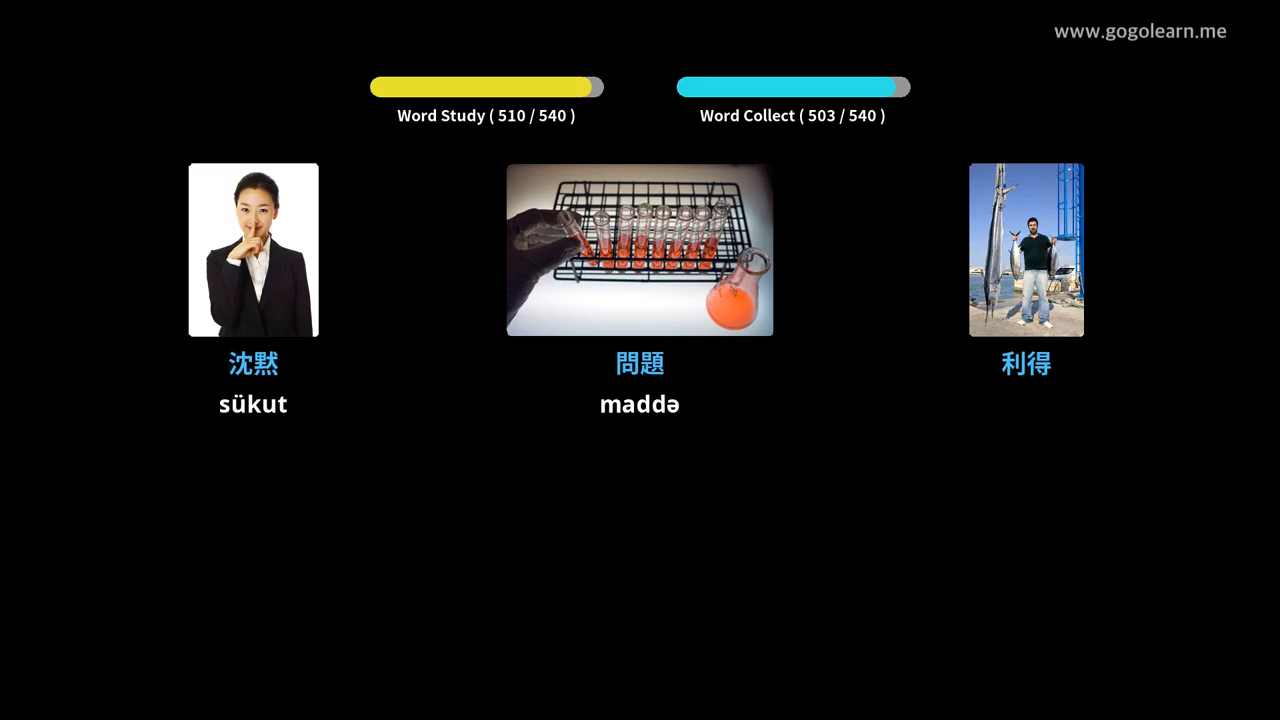 www.gogolearn.me
Word Study ( 510 / 540 )
Word Collect ( 503 / 540 )
沈黙
問題
利得
sükut
maddə